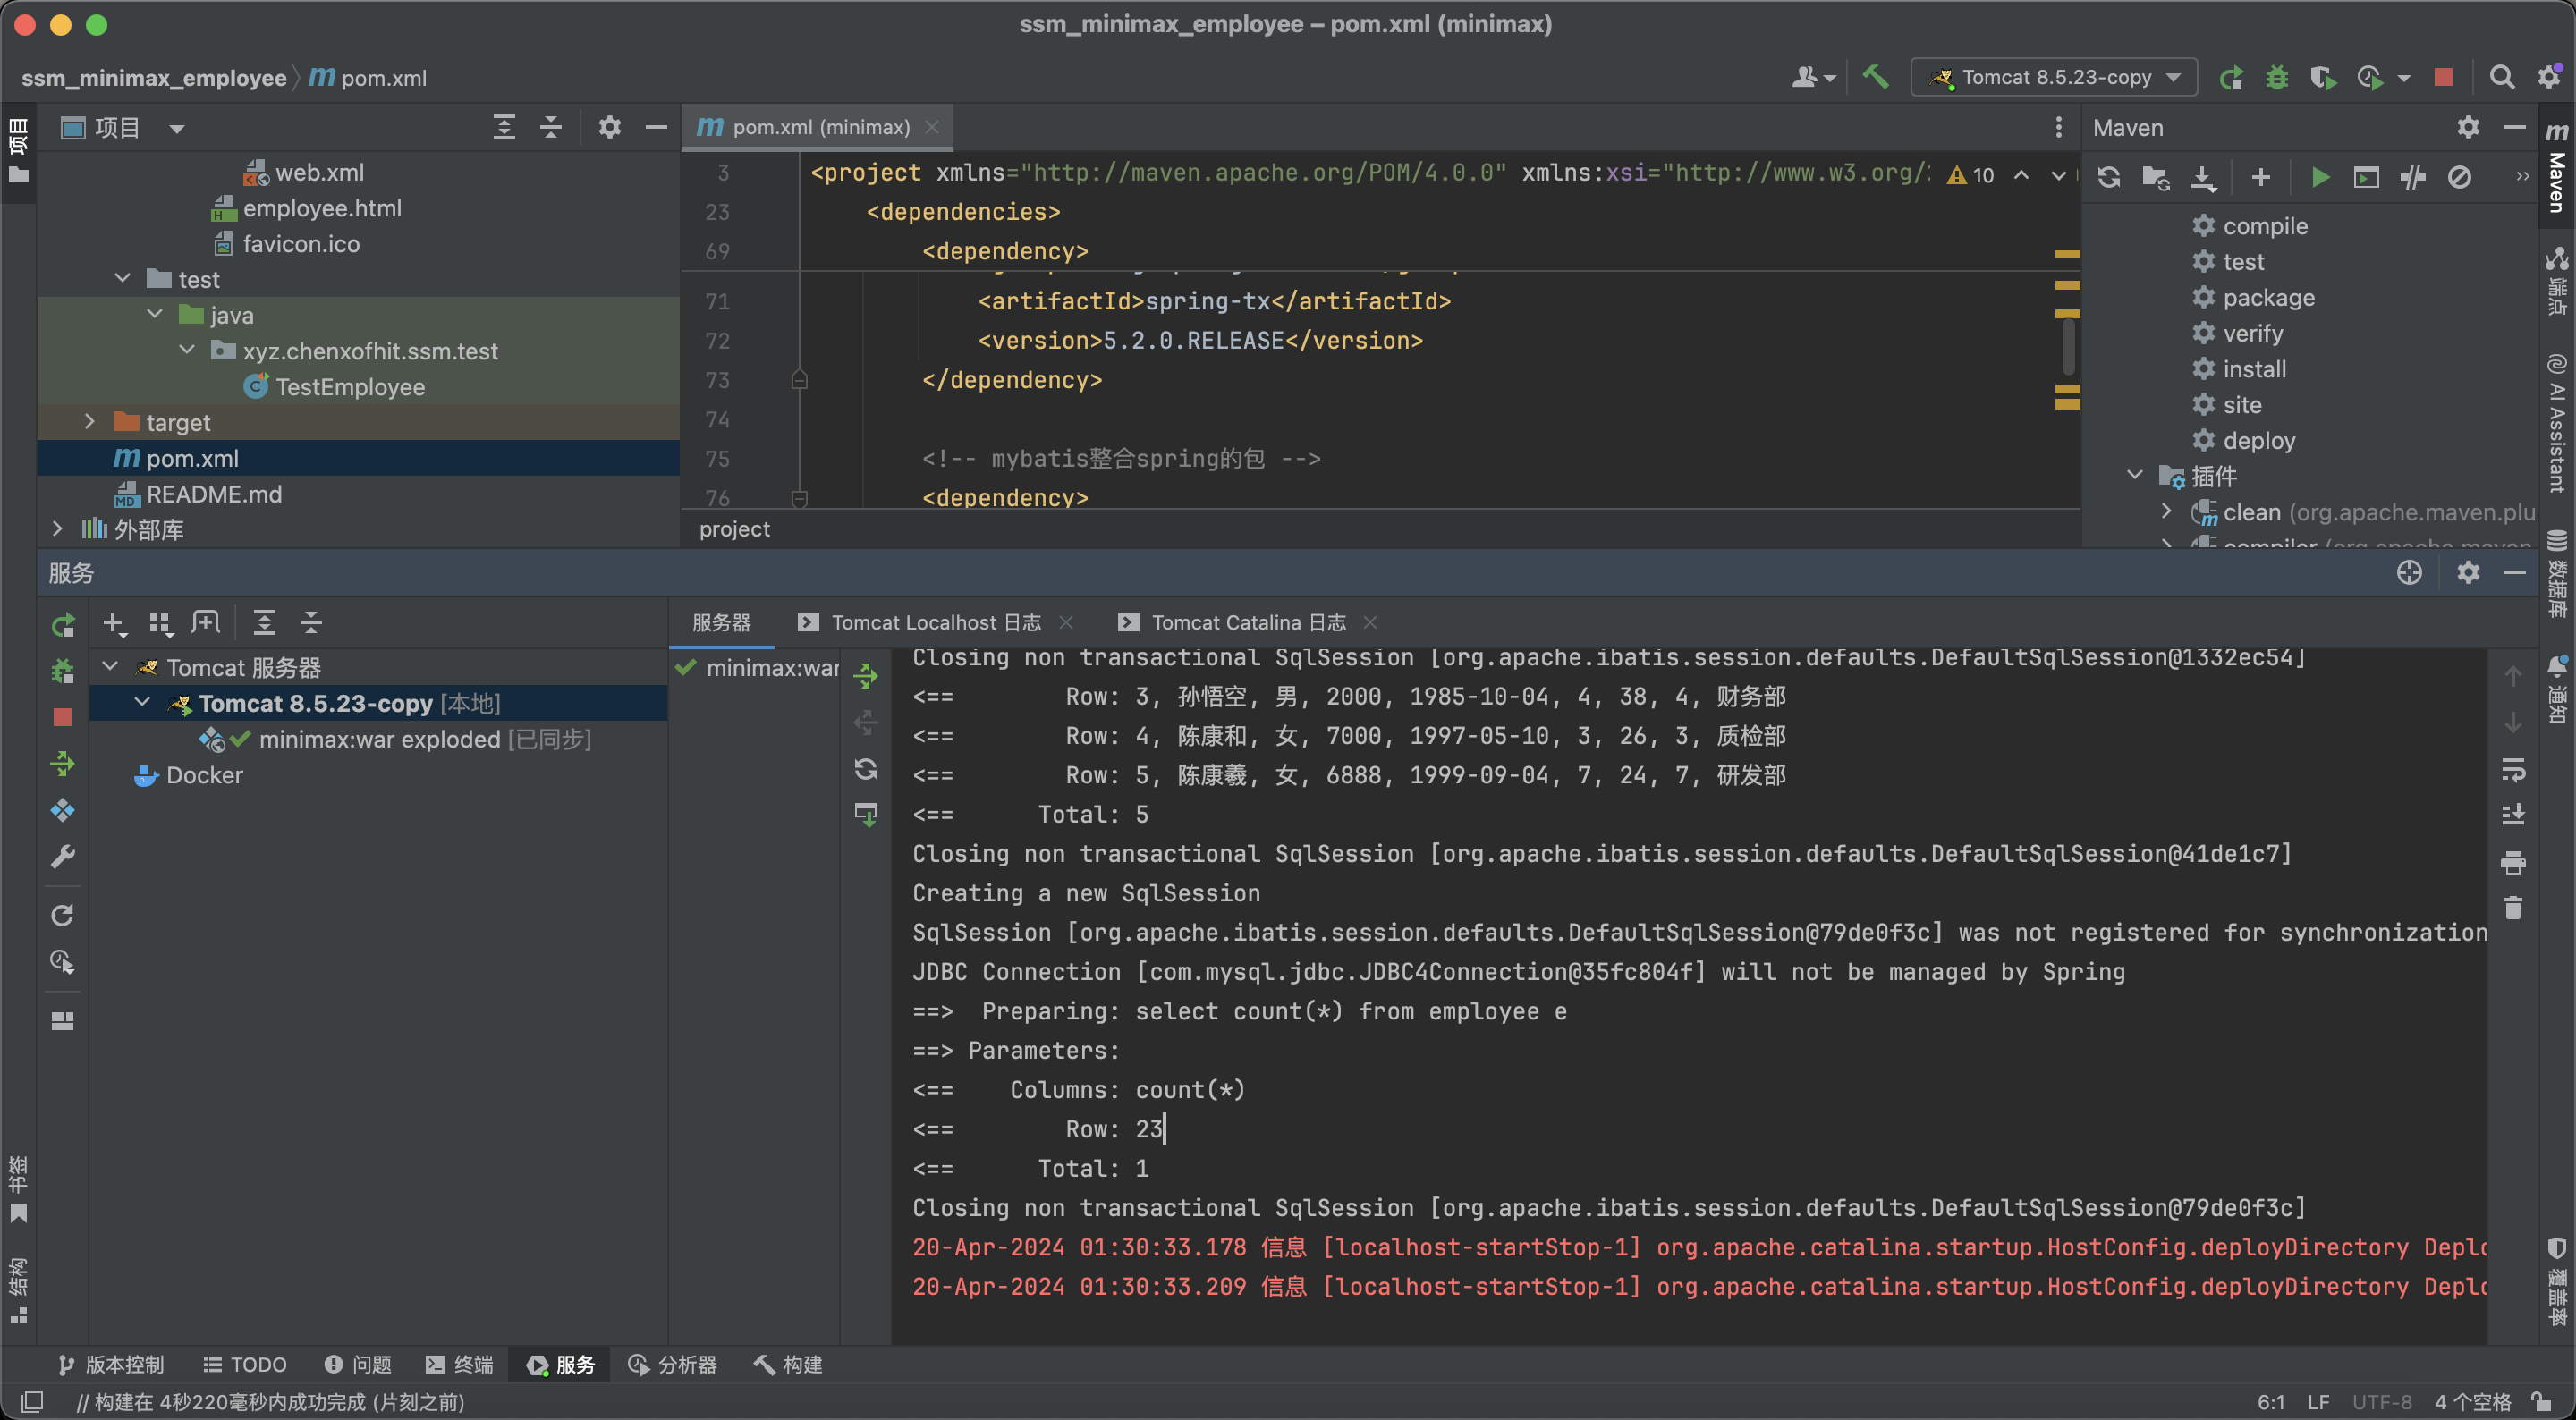 ssm_minimax_employee – pom.xml (minimax)
ssm_minimax_employee 〉 m pom.xml
Tomcat 8.5.23-copy
项目
项目
web.xml
employee.html
favicon.ico
test
java
xyz.chenxofhit.ssm.test
TestEmployee
target
pom.xml
README.md
外部库
pom.xml (minimax)
3 <project xmlns="http://maven.apache.org/POM/4.0.0" xmlns:xsi="http://www.w3.org/
10
23 <dependencies>
69 <dependency>
71 <artifactId>spring-tx</artifactId>
72 <version>5.2.0.RELEASE</version>
73 </dependency>
74
75 <!-- mybatis整合spring的包 -->
76 <dependency>
project
Maven
compile
test
package
verify
install
site
deploy
插件
clean (org.apache.maven.plu
compiler (org.apache.maven
Maven
端点
AI Assistant
数据库
通知
覆盖率
服务
Tomcat 服务器
Tomcat 8.5.23-copy [本地]
minimax:war exploded [已同步]
Docker
服务器
Tomcat Localhost 日志
Tomcat Catalina 日志
minimax:war
Closing non transactional SqlSession [org.apache.ibatis.session.defaults.DefaultSqlSession@1332ec54]
<==        Row: 3, 孙悟空, 男, 2000, 1985-10-04, 4, 38, 4, 财务部
<==        Row: 4, 陈康和, 女, 7000, 1997-05-10, 3, 26, 3, 质检部
<==        Row: 5, 陈康羲, 女, 6888, 1999-09-04, 7, 24, 7, 研发部
<==      Total: 5
Closing non transactional SqlSession [org.apache.ibatis.session.defaults.DefaultSqlSession@41de1c7]
Creating a new SqlSession
SqlSession [org.apache.ibatis.session.defaults.DefaultSqlSession@79de0f3c] was not registered for synchronization
JDBC Connection [com.mysql.jdbc.JDBC4Connection@35fc804f] will not be managed by Spring
==>  Preparing: select count(*) from employee e
==> Parameters:
<==    Columns: count(*)
<==        Row: 23
<==      Total: 1
Closing non transactional SqlSession [org.apache.ibatis.session.defaults.DefaultSqlSession@79de0f3c]
20-Apr-2024 01:30:33.178 信息 [localhost-startStop-1] org.apache.catalina.startup.HostConfig.deployDirectory Deplo
20-Apr-2024 01:30:33.209 信息 [localhost-startStop-1] org.apache.catalina.startup.HostConfig.deployDirectory Deplo
书签
结构
版本控制
TODO
问题
终端
服务
分析器
构建
// 构建在 4秒220毫秒内成功完成 (片刻之前)
6:1 LF UTF-8 4 个空格